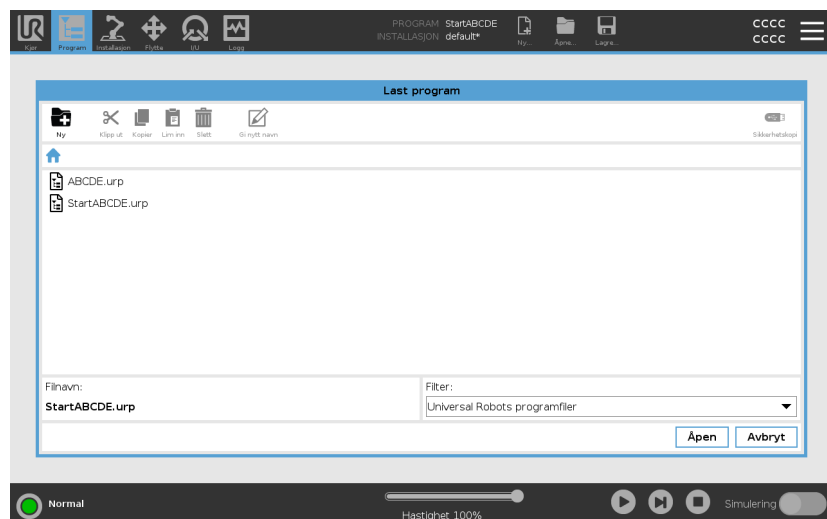 PROGRAM StartABCDE
INSTALLASJON default*
CCCC
CCCC
Kjør Program Installasjon Flytte I/U Logg Ny... Åpne... Lagre...
Last program
Ny Klipp ut Kopier Lim inn Slett Gi nytt navn Sikkerhetskopi
ABCDE.urp
StartABCDE.urp
Filnavn: Filter:
StartABCDE.urp Universal Robots programfiler
Åpen Avbryt
Normal Hastighet 100% Simulering